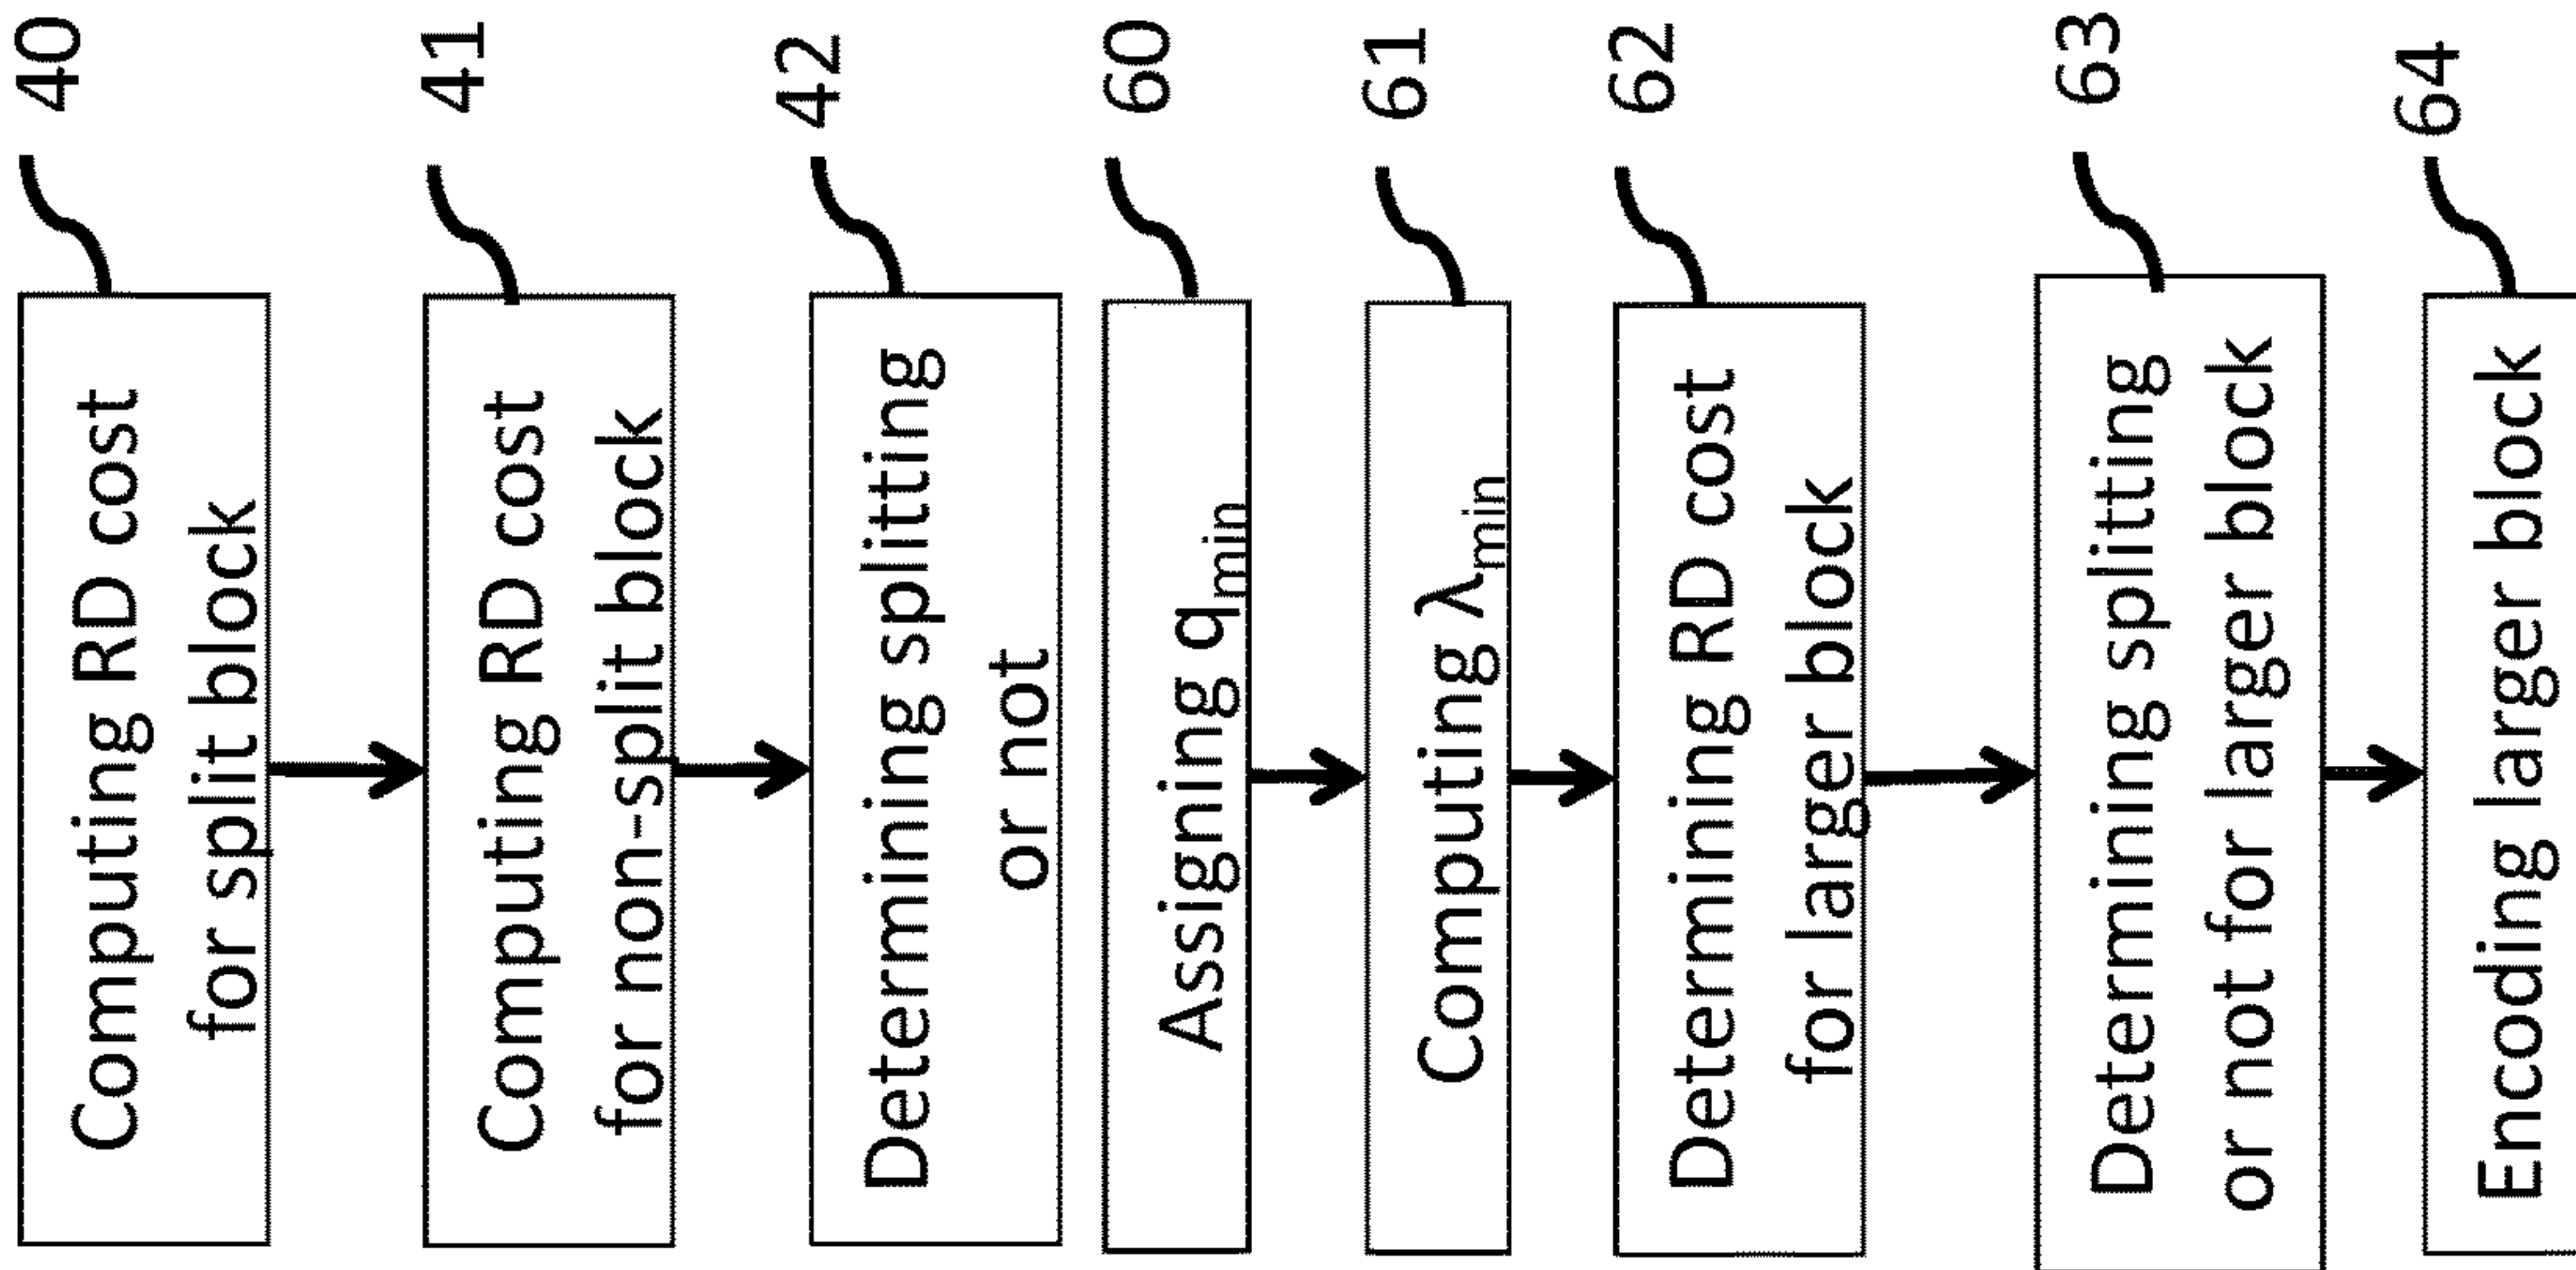 40
Computing RD cost
for split block
41
Computing RD cost
for non-split block
42
Determining splitting
or not
60
Assigning qmin
61
Computing λmin
62
Determining RD cost
for larger block
63
Determining splitting
or not for larger block
64
Encoding larger block